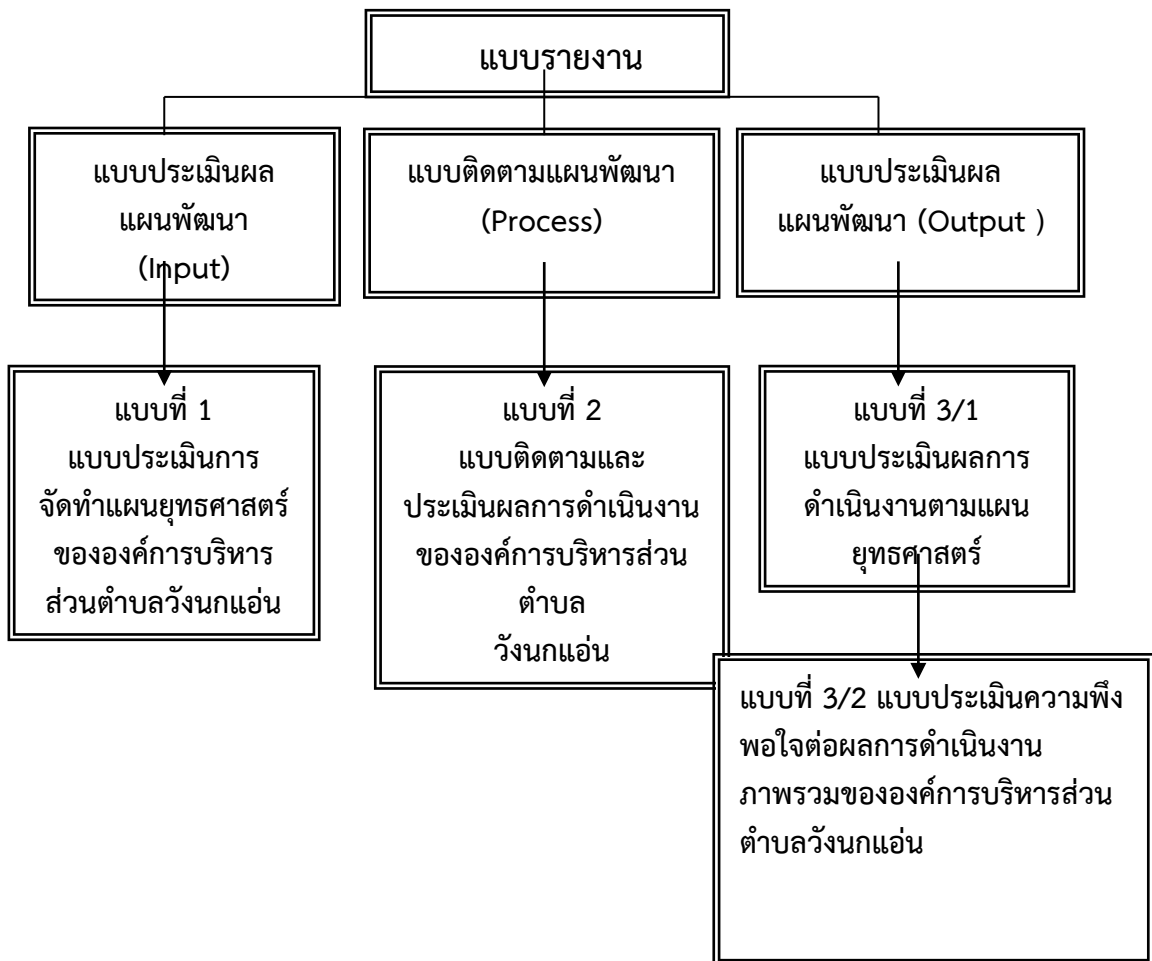 แบบรายงาน
แบบประเมินผล
แผนพัฒนา
(Input)
แบบติดตามแผนพัฒนา
(Process)
แบบประเมินผล
แผนพัฒนา (Output )
แบบที่ 1
แบบประเมินการ
จัดทำแผนยุทธศาสตร์
ขององค์การบริหาร
ส่วนตำบลวังนกแอ่น
แบบที่ 2
แบบติดตามและ
ประเมินผลการดำเนินงาน
ขององค์การบริหารส่วน
ตำบล
วังนกแอ่น
แบบที่ 3/1
แบบประเมินผลการ
ดำเนินงานตามแผน
ยุทธศาสตร์
แบบที่ 3/2 แบบประเมินความพึง
พอใจต่อผลการดำเนินงาน
ภาพรวมขององค์การบริหารส่วน
ตำบลวังนกแอ่น